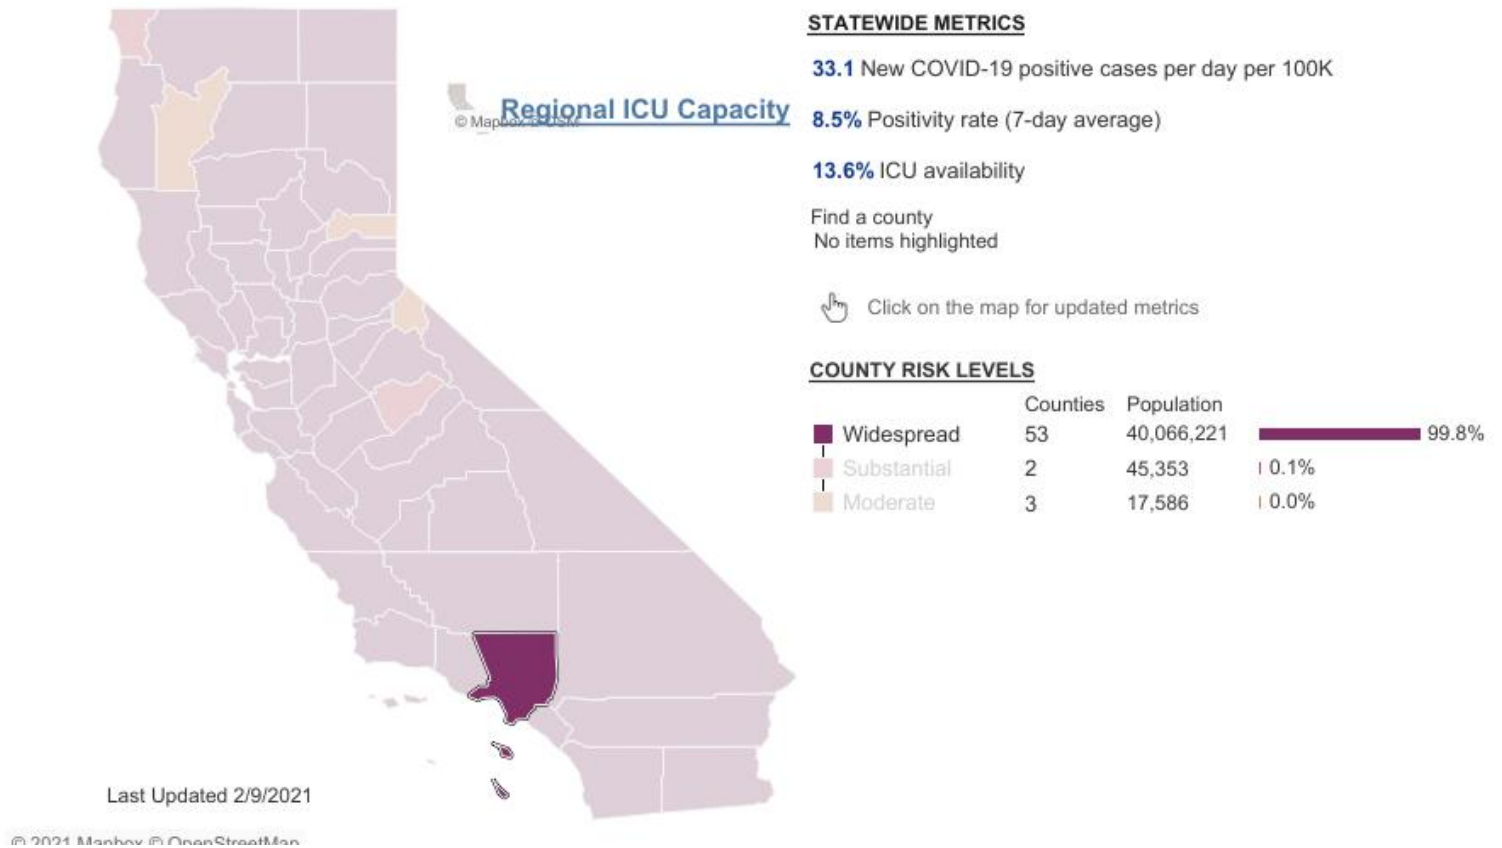 STATEWIDE METRICS
33.1 New COVID-19 positive cases per day per 100K
Regional ICU Capacity
© Mapbox © OSM
8.5% Positivity rate (7-day average)
13.6% ICU availability
Find a county
No items highlighted
Click on the map for updated metrics
COUNTY RISK LEVELS
Counties Population
Widespread 53 40,066,221 99.8%
Substantial 2 45,353 0.1%
Moderate 3 17,586 0.0%
Last Updated 2/9/2021
© 2021 Mapbox © OpenStreetMap